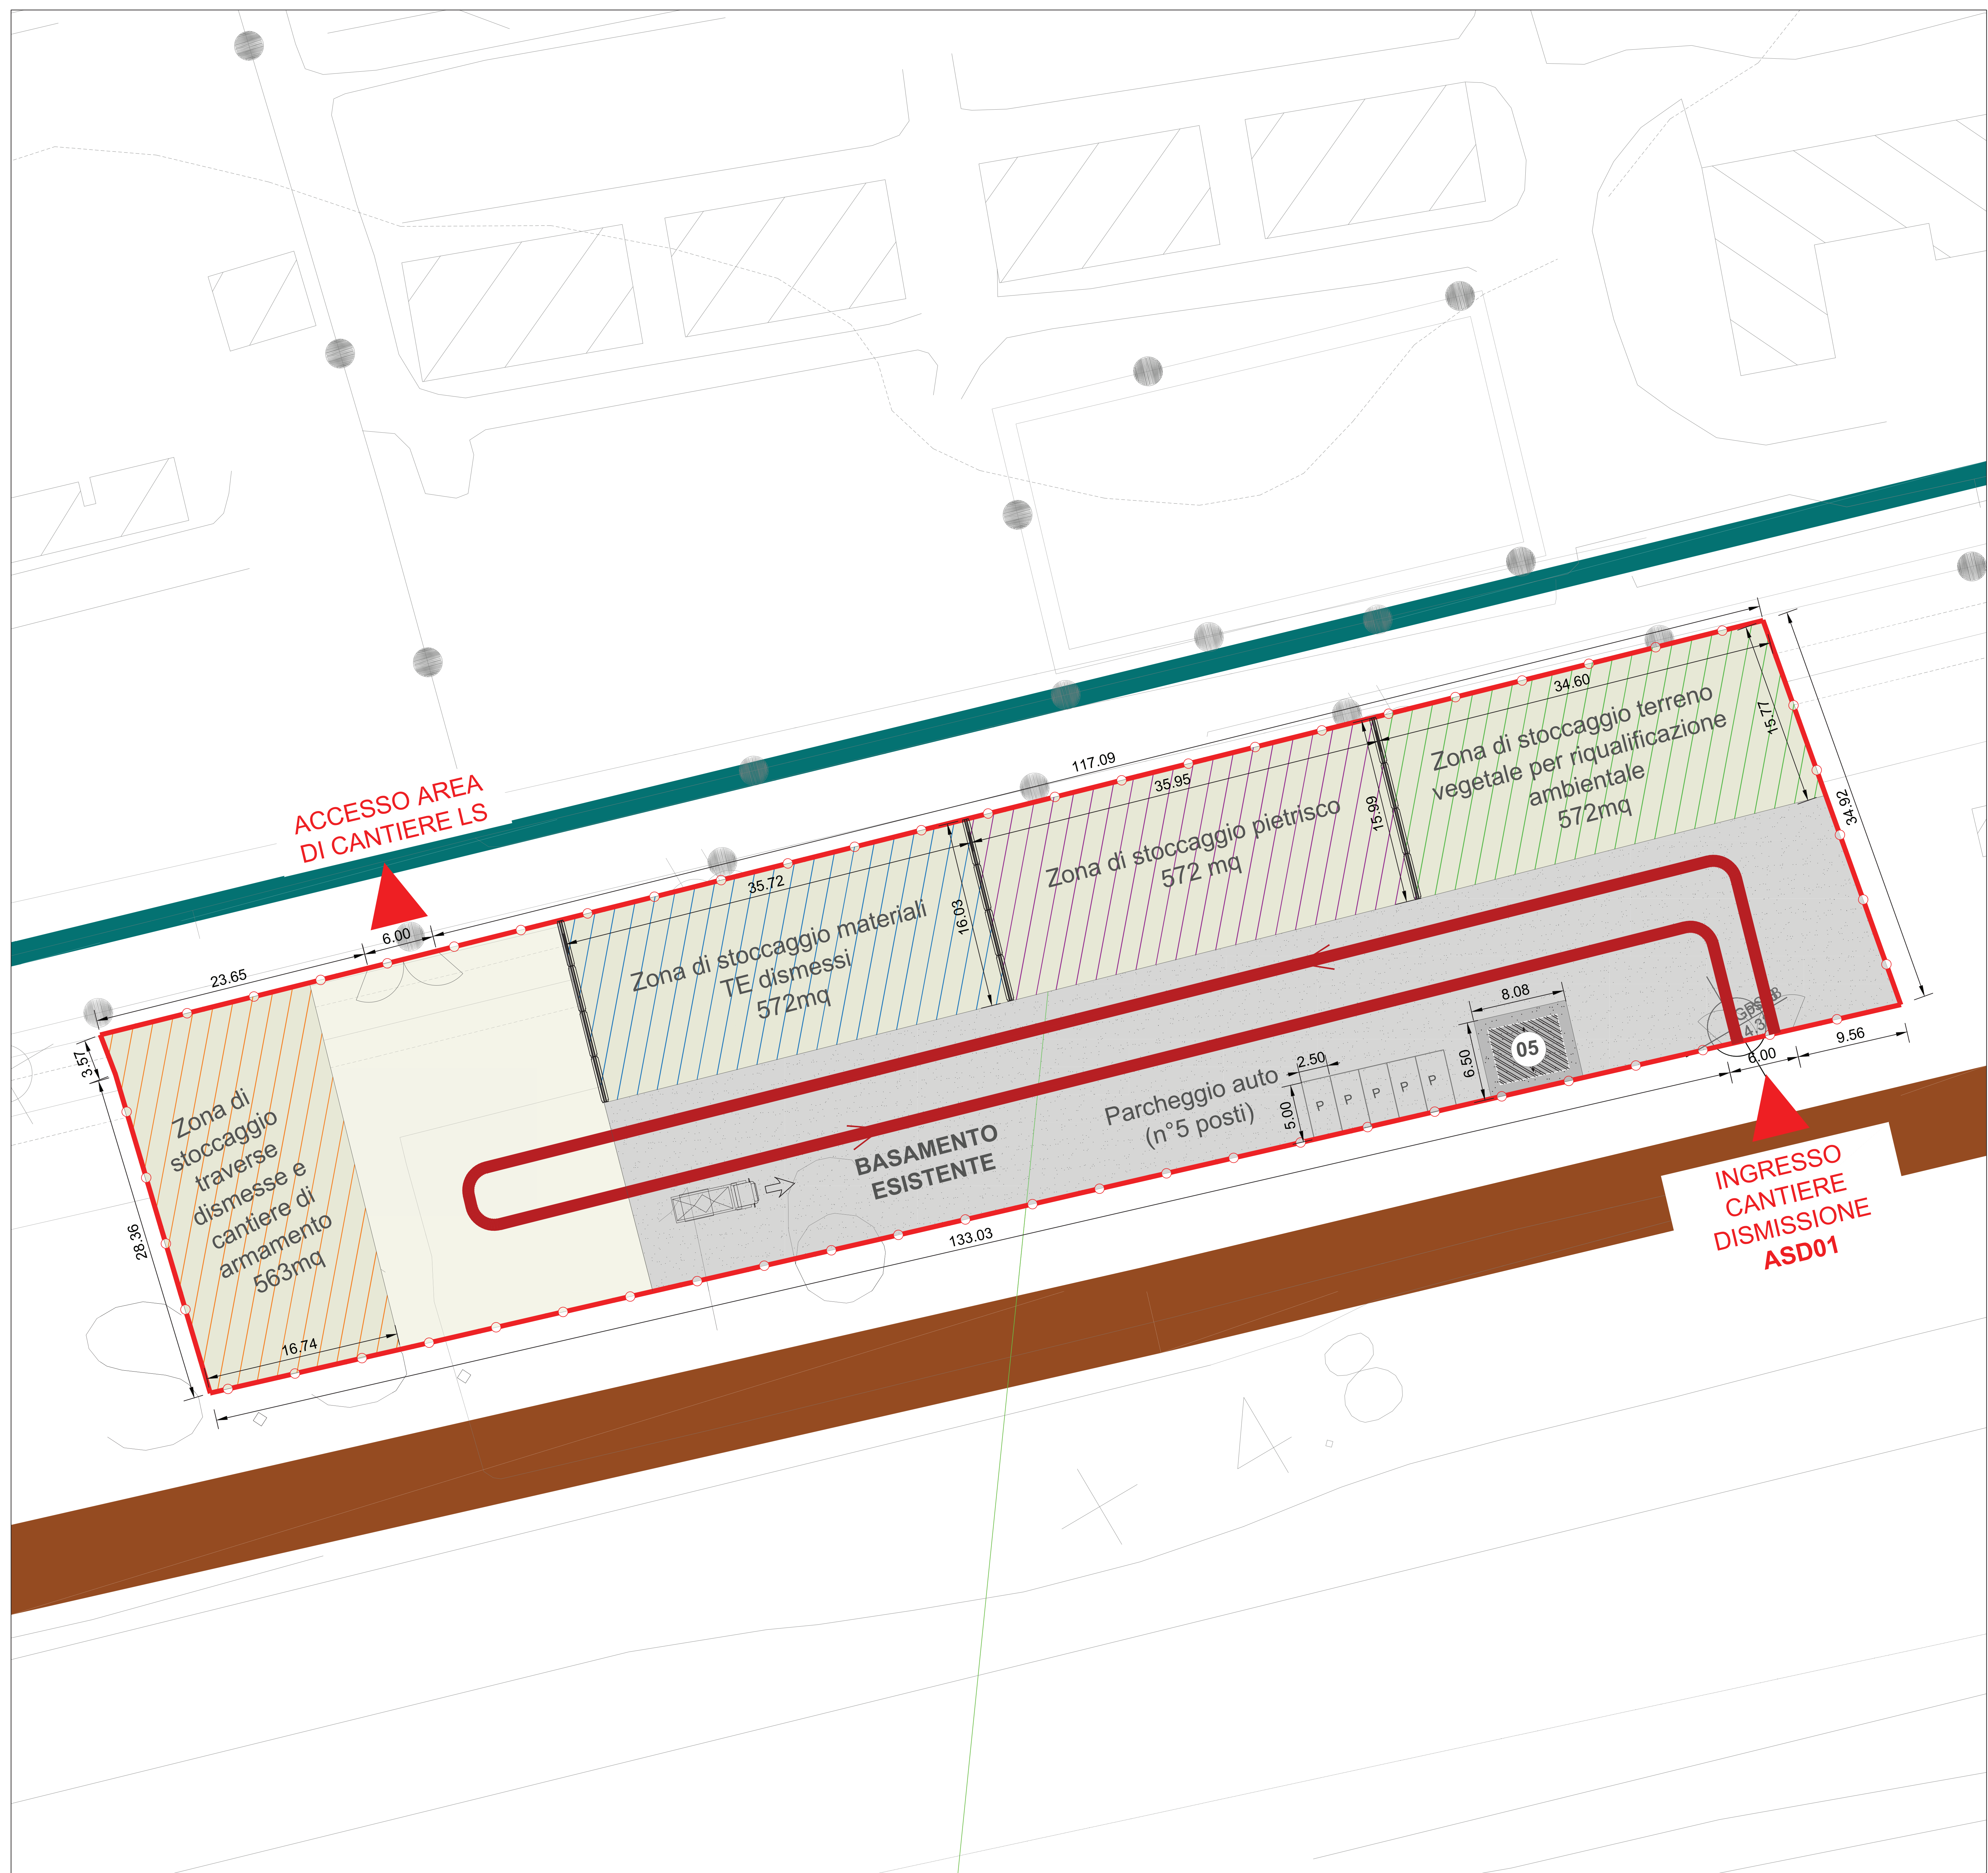 ACCESSO AREA
DI CANTIERE LS
23.65
6.00
117.09
34.60
35.95
35.72
15.77
15.99
16.03
34.92
Zona di stoccaggio terreno
vegetale per riqualificazione
ambientale
572mq
Zona di stoccaggio pietrisco
572 mq
Zona di stoccaggio materiali
TE dismessi
572mq
3.57
28.36
Zona di
stoccaggio
traverse
dismesse e
cantiere di
armamento
563mq
16.74
BASAMENTO
ESISTENTE
Parcheggio auto
(n°5 posti)
2.50
5.00
P P P P P
8.08
6.50
05
133.03
6.00
9.56
INGRESSO
CANTIERE
DISMISSIONE
ASD01